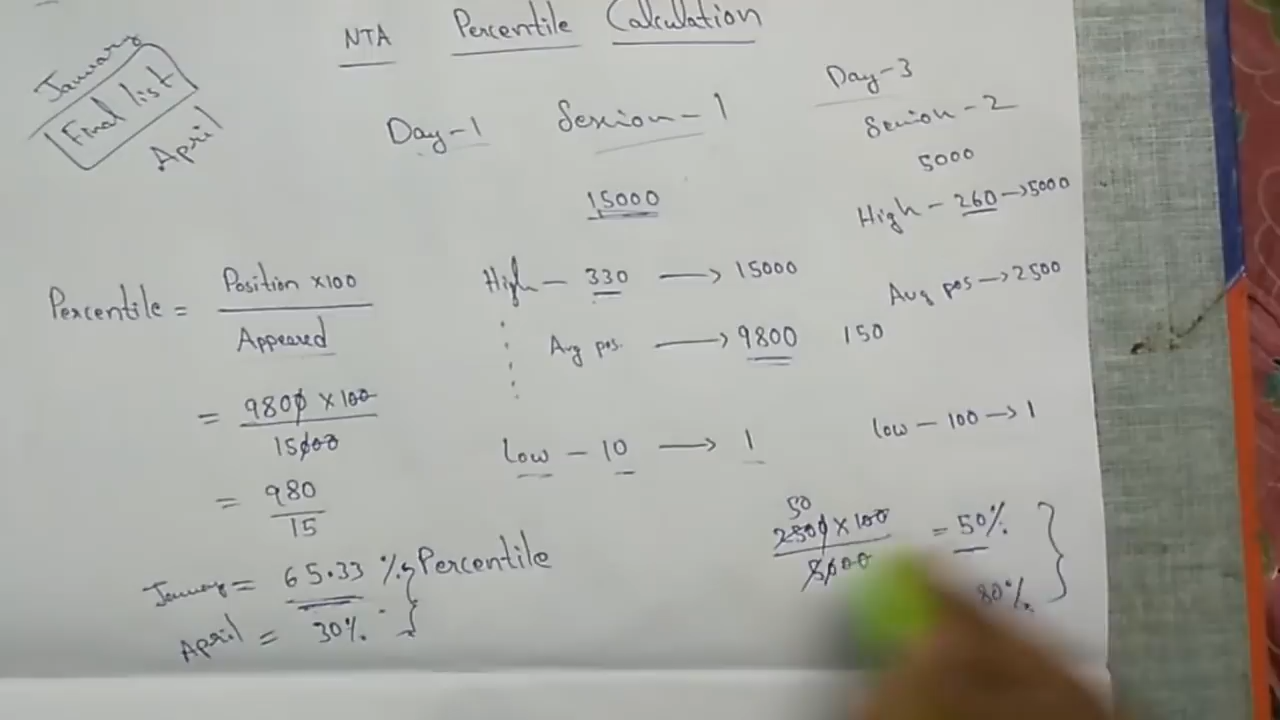 NTA Percentile Calculation
January
Final list
April
Day-1 Session-1
15000
High - 330 → 15000
Avg pos. → 9800 150
Low - 10 → 1
Day-3
Session-2
5000
High - 260 → 5000
Avg pos → 2500
Low - 100 → 1
Percentile = Position x100
Appeared
= 9800 x 100
15000
= 980
15
January = 65.33 % Percentile
April = 30%.
50
2500 x 100 = 50%
5000
80%